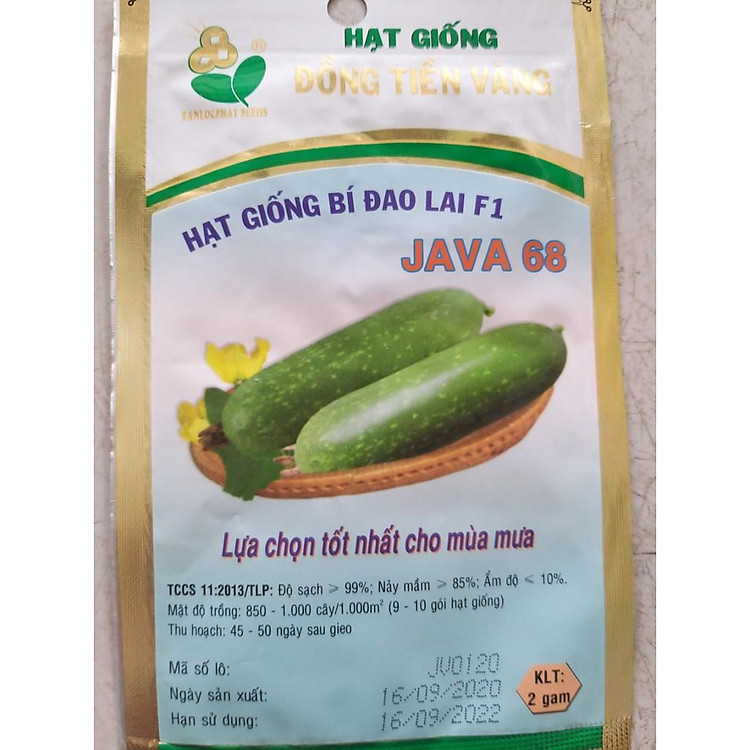 HẠT GIỐNG
ĐỒNG TIỀN VÀNG
®
TANLOCPHAT SEEDS
HẠT GIỐNG BÍ ĐAO LAI F1
JAVA 68
Lựa chọn tốt nhất cho mùa mưa
TCCS 11:2013/TLP: Độ sạch ⩾ 99%; Nảy mầm ⩾ 85%; Ẩm độ ⩽ 10%.
Mật độ trồng: 850 - 1.000 cây/1.000m² (9 - 10 gói hạt giống)
Thu hoạch: 45 - 50 ngày sau gieo
Mã số lô: JV0120
Ngày sản xuất: 16/09/2020
Hạn sử dụng: 16/09/2022
KLT:
2 gam